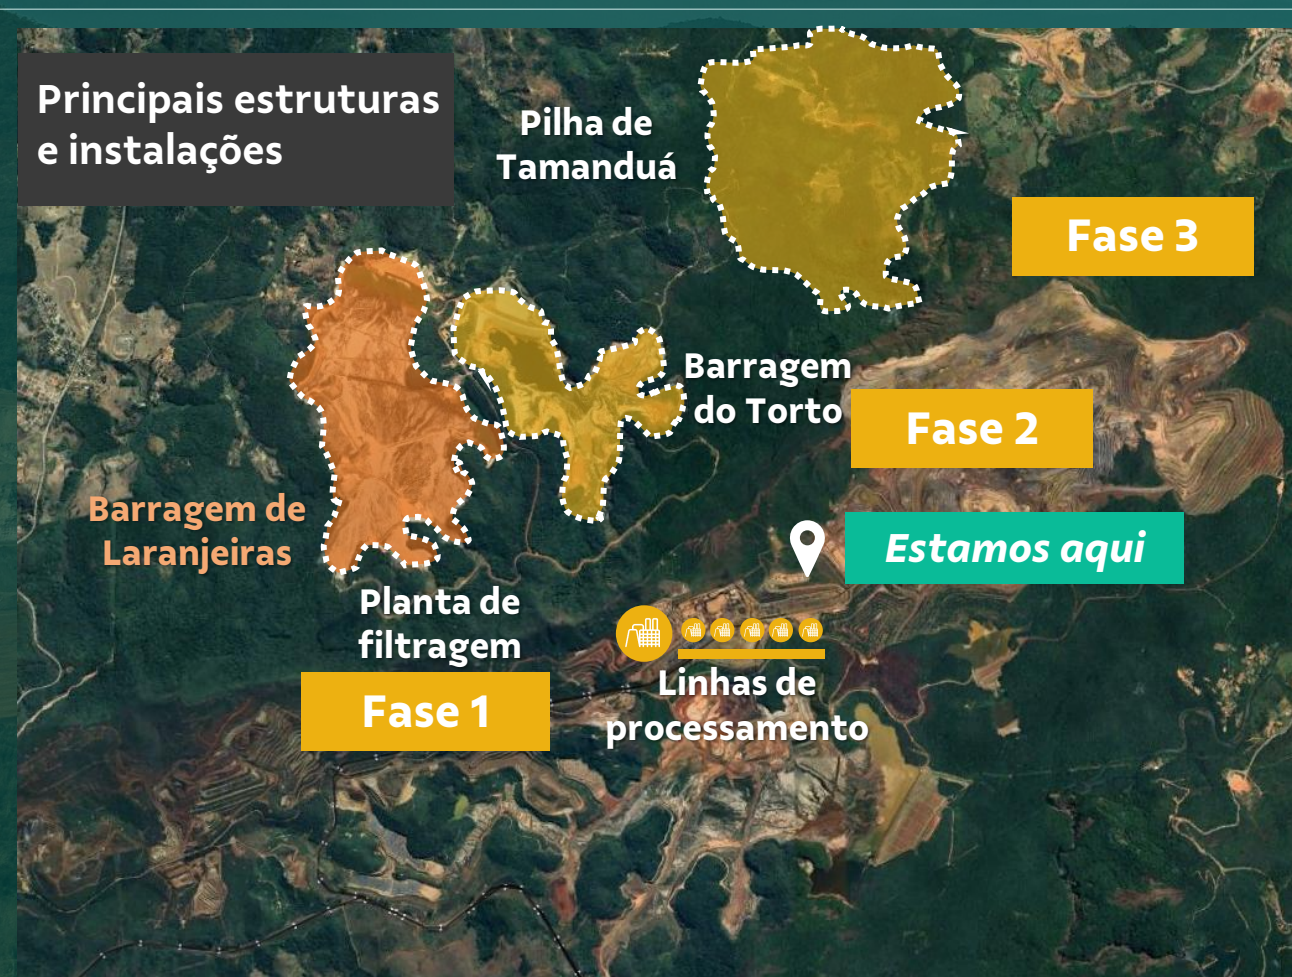 Principais estruturas
e instalações
Pilha de
Tamanduá
Fase 3
Barragem
do Torto
Fase 2
Estamos aqui
Barragem de
Laranjeiras
Planta de
filtragem
Fase 1
Linhas de
processamento